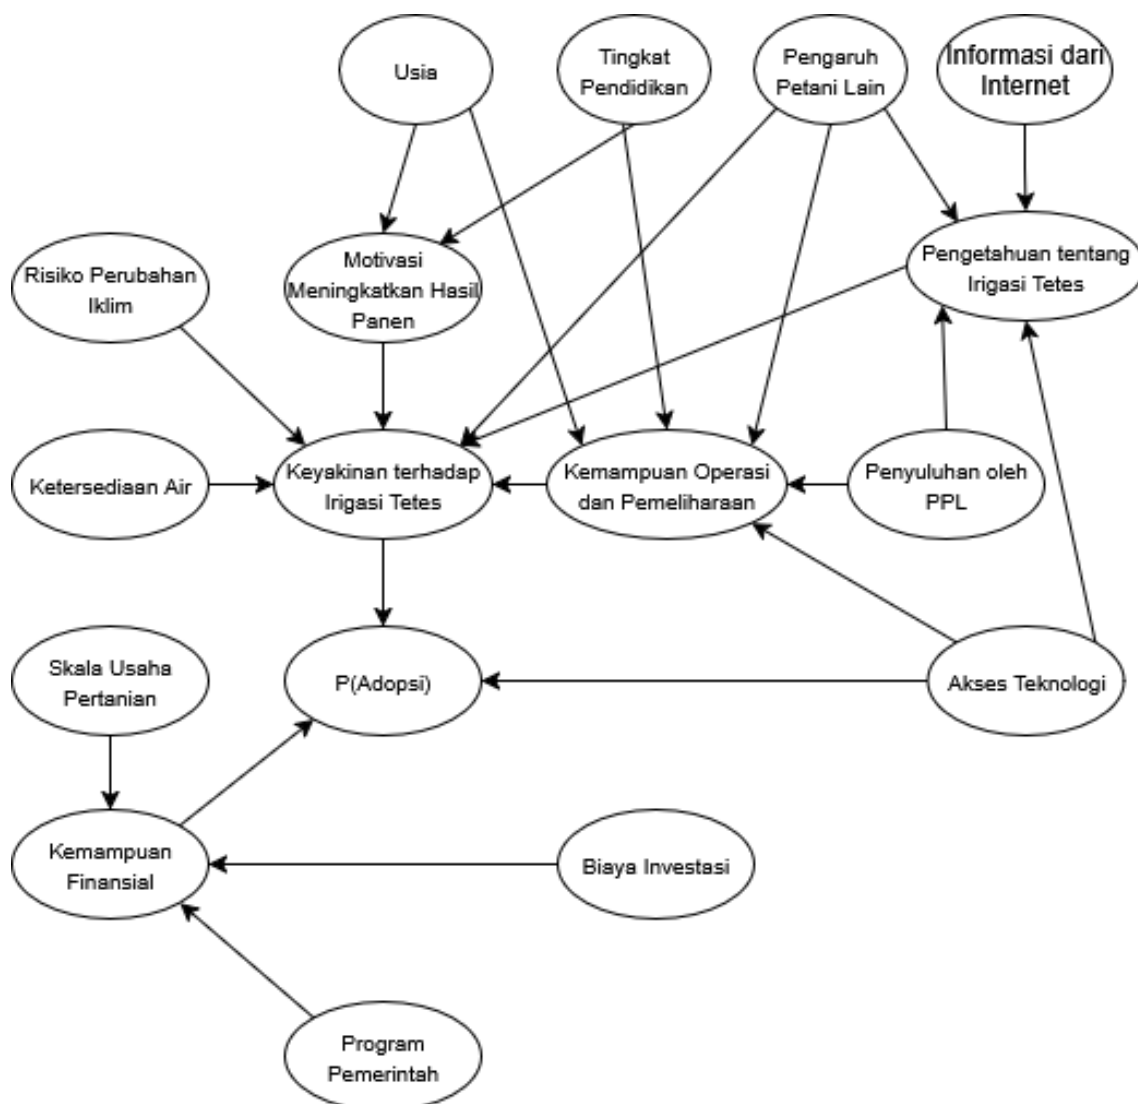 Usia
Tingkat
Pendidikan
Pengaruh
Petani Lain
Informasi dari
Internet
Risiko Perubahan
Iklim
Motivasi
Meningkatkan Hasil
Panen
Pengetahuan tentang
Irigasi Tetes
Ketersediaan Air
Keyakinan terhadap
Irigasi Tetes
Kemampuan Operasi
dan Pemeliharaan
Penyuluhan oleh
PPL
Skala Usaha
Pertanian
P(Adopsi)
Akses Teknologi
Kemampuan
Finansial
Biaya Investasi
Program
Pemerintah